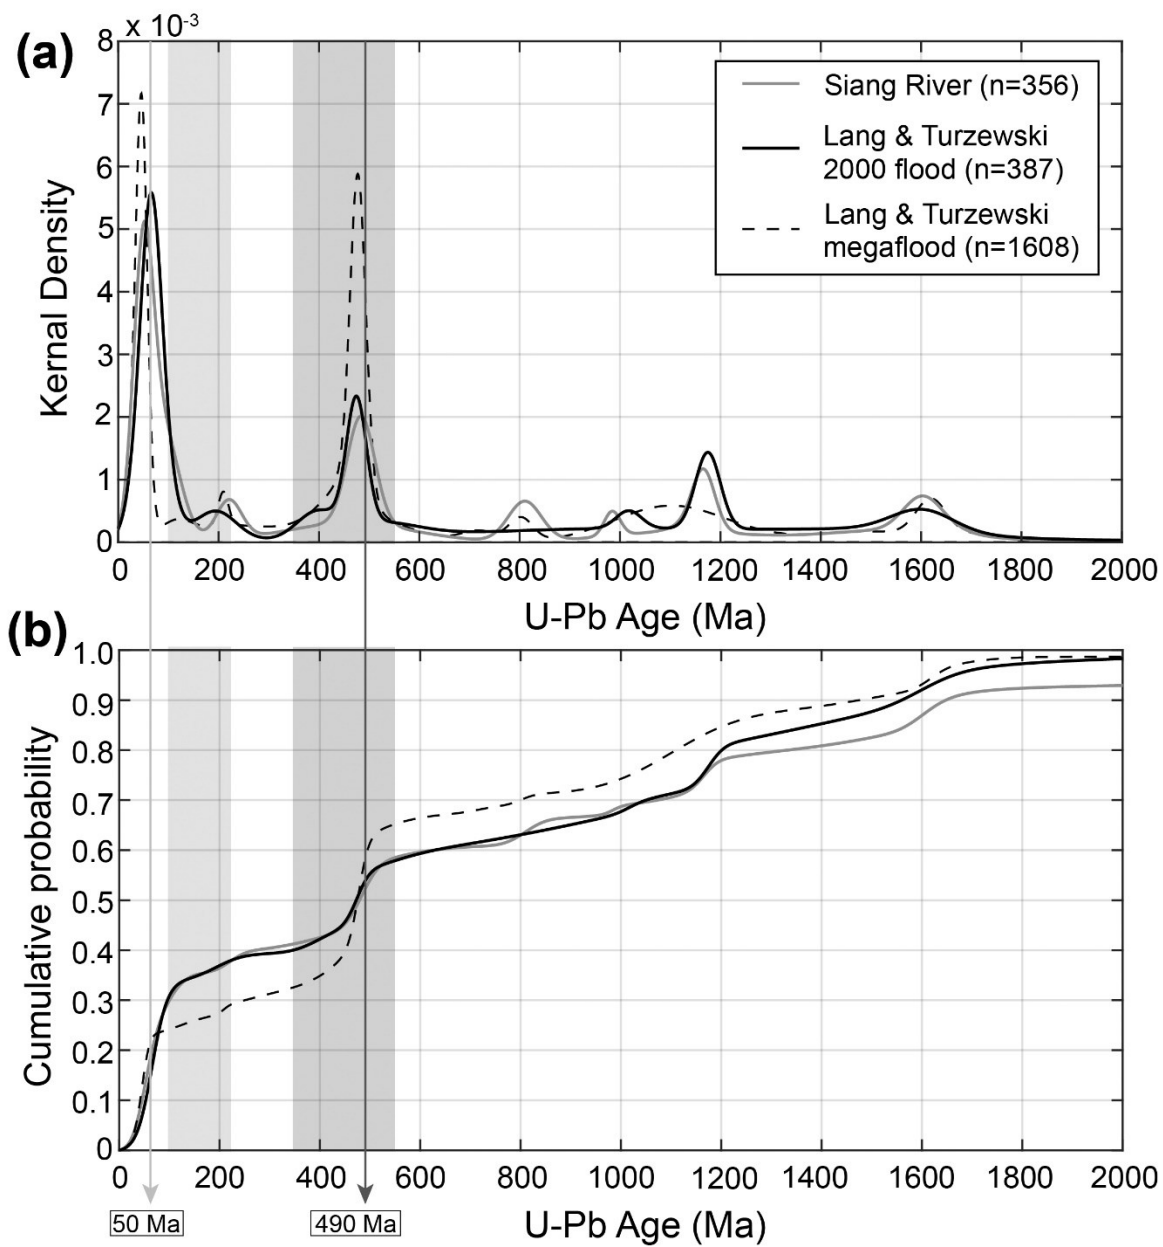 (a)
8 x 10-3
7
6
5
4
3
2
1
0
Kernal Density
Siang River (n=356)
Lang & Turzewski
2000 flood (n=387)
Lang & Turzewski
megaflood (n=1608)
0 200 400 600 800 1000 1200 1400 1600 1800 2000
U-Pb Age (Ma)
(b)
1.0
0.9
0.8
0.7
0.6
0.5
0.4
0.3
0.2
0.1
0
Cumulative probability
0 200 400 600 800 1000 1200 1400 1600 1800 2000
50 Ma
490 Ma
U-Pb Age (Ma)